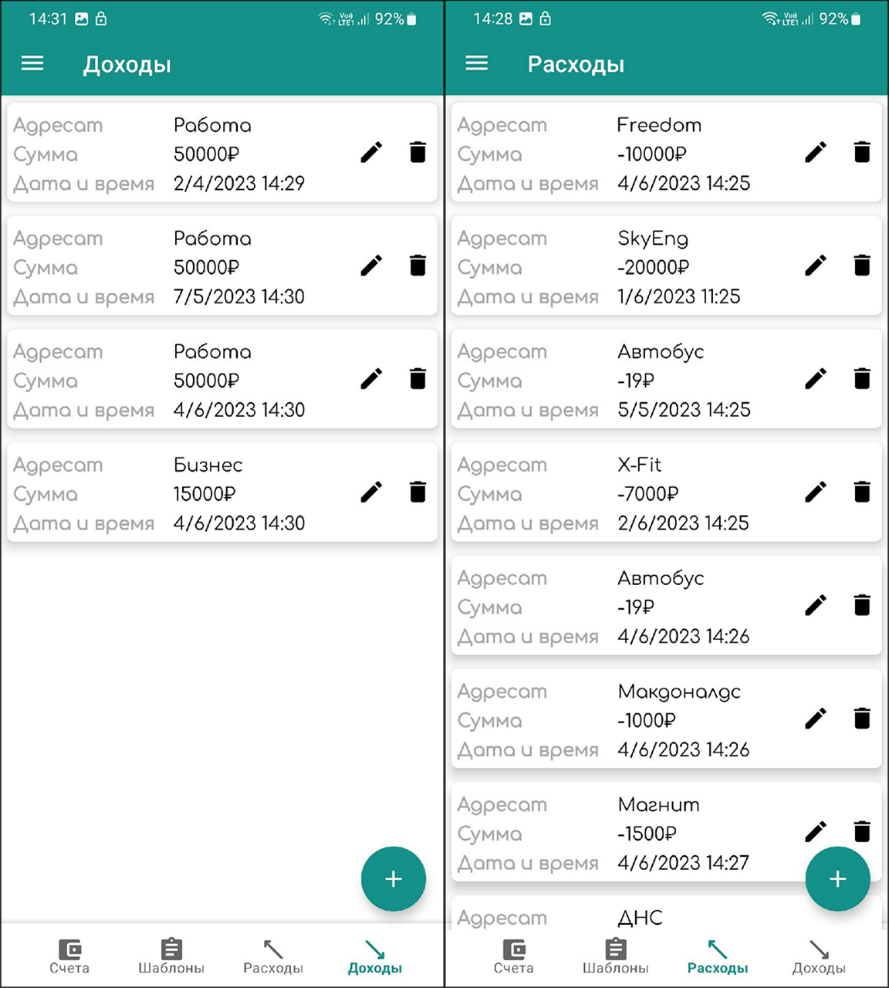 14:31 92%
Доходы
Адресат Работа
Сумма 50000₽
Дата и время 2/4/2023 14:29
Адресат Работа
Сумма 50000₽
Дата и время 7/5/2023 14:30
Адресат Работа
Сумма 50000₽
Дата и время 4/6/2023 14:30
Адресат Бизнес
Сумма 15000₽
Дата и время 4/6/2023 14:30
+
Счета Шаблоны Расходы Доходы
14:28 92%
Расходы
Адресат Freedom
Сумма -10000₽
Дата и время 4/6/2023 14:25
Адресат SkyEng
Сумма -20000₽
Дата и время 1/6/2023 11:25
Адресат Автобус
Сумма -19₽
Дата и время 5/5/2023 14:25
Адресат X-Fit
Сумма -7000₽
Дата и время 2/6/2023 14:25
Адресат Автобус
Сумма -19₽
Дата и время 4/6/2023 14:26
Адресат Макдоналдс
Сумма -1000₽
Дата и время 4/6/2023 14:26
Адресат Магнит
Сумма -1500₽
Дата и время 4/6/2023 14:27
Адресат ДНС
+
Счета Шаблоны Расходы Доходы